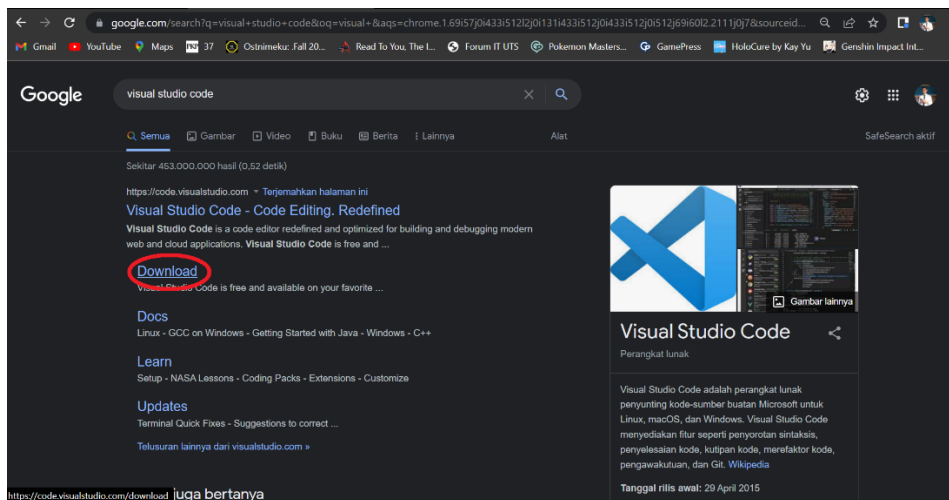 google.com/search?q=visual+studio+code&oq=visual+&aqs=chrome.1.69i57j0i433i512l2j0i131i433i512j0i433i512j0i512j69i60l2.2111j0j7&sourceid...
Gmail YouTube Maps 37 Ostnimeku: .Fall 20... Read To You, The I... Forum IT UTS Pokemon Masters... GamePress HoloCure by Kay Yu Genshin Impact Int...
Google
visual studio code
Semua Gambar Video Buku Berita Lainnya Alat SafeSearch aktif
Sekitar 453.000.000 hasil (0,52 detik)
https://code.visualstudio.com Terjemahkan halaman ini
Visual Studio Code - Code Editing. Redefined
Visual Studio Code is a code editor redefined and optimized for building and debugging modern
web and cloud applications. Visual Studio Code is free and ...
Download
Visual Studio Code is free and available on your favorite ...
Docs
Linux - GCC on Windows - Getting Started with Java - Windows - C++
Learn
Setup - NASA Lessons - Coding Packs - Extensions - Customize
Updates
Terminal Quick Fixes - Suggestions to correct ...
Telusuran lainnya dari visualstudio.com »
juga bertanya
https://code.visualstudio.com/download
Gambar lainnya
Visual Studio Code
Perangkat lunak
Visual Studio Code adalah perangkat lunak
penyunting kode-sumber buatan Microsoft untuk
Linux, macOS, dan Windows. Visual Studio Code
menyediakan fitur seperti penyorotan sintaksis,
penyelesaian kode, kutipan kode, merefaktor kode,
pengawakutuan, dan Git. Wikipedia
Tanggal rilis awal: 29 April 2015